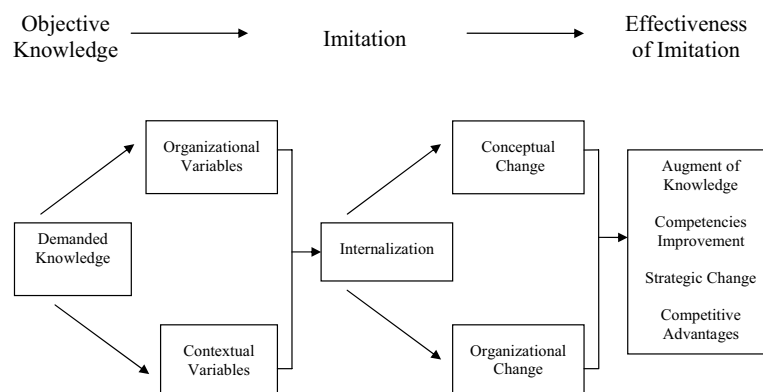 Objective
Knowledge
Imitation
Effectiveness
of Imitation
Organizational
Variables
Conceptual
Change
Demanded
Knowledge
Internalization
Augment of
Knowledge
Competencies
Improvement
Strategic Change
Competitive
Advantages
Contextual
Variables
Organizational
Change